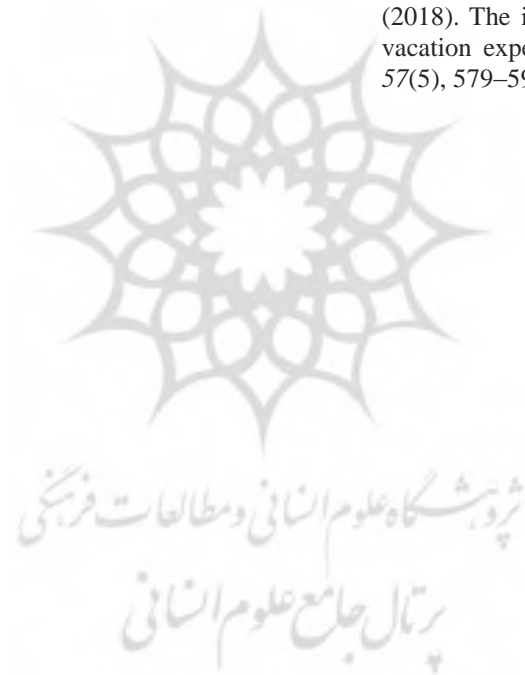 (2018). The i
vacation expe
57(5), 579–59
پژوهشگاه علوم انسانی و مطالعات فرهنگی
پرتال جامع علوم انسانی